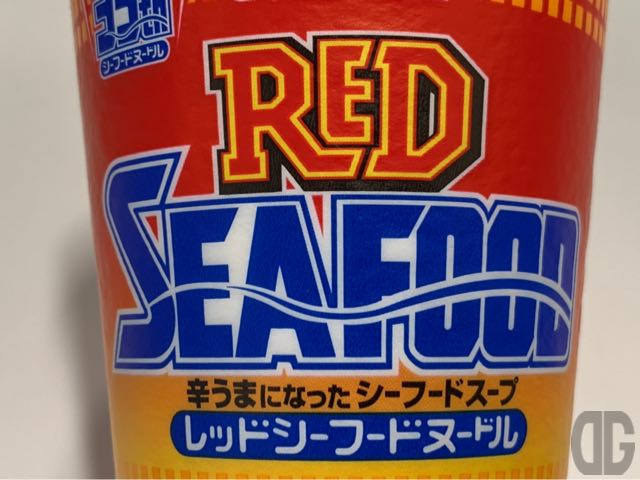 シーフードヌードル
RED
SEAFOOD
辛うまになったシーフードスープ
レッドシーフードヌードル
DG